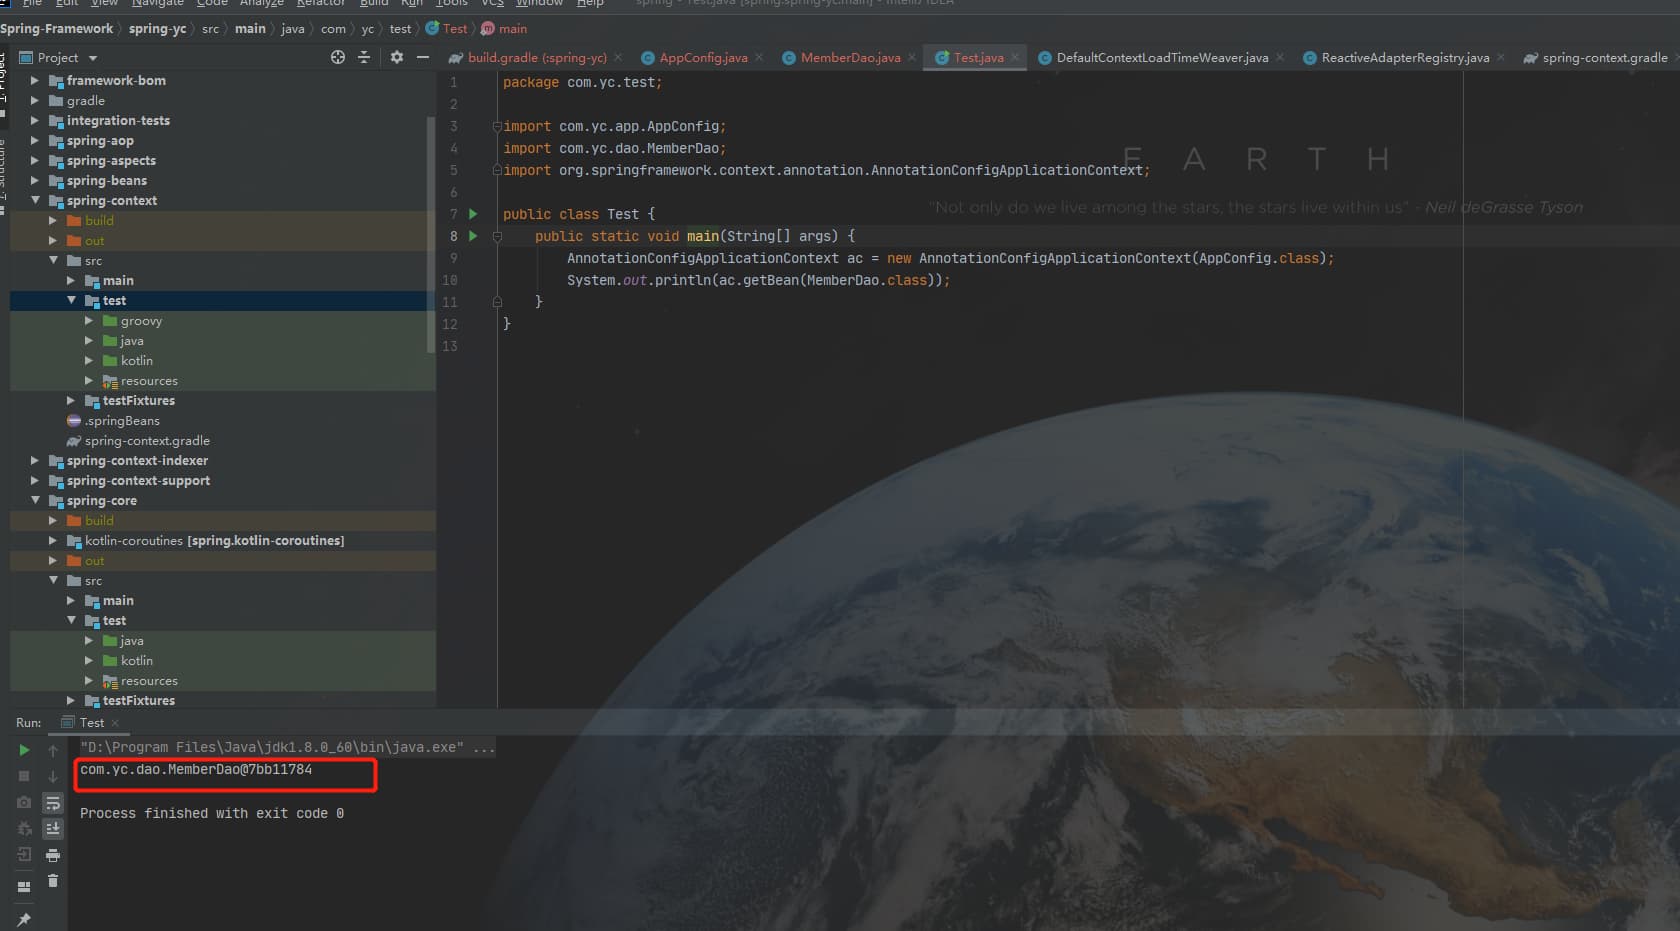 File Edit View Navigate Code Analyze Refactor Build Run Tools VCS Window Help
Spring-Framework spring-yc src main java com yc test Test main
Project
build.gradle (spring-yc) AppConfig.java MemberDao.java Test.java DefaultContextLoadTimeWeaver.java ReactiveAdapterRegistry.java spring-context.gradle
framework-bom
gradle
integration-tests
spring-aop
spring-aspects
spring-beans
spring-context
build
out
src
main
test
groovy
java
kotlin
resources
testFixtures
.springBeans
spring-context.gradle
spring-context-indexer
spring-context-support
spring-core
build
kotlin-coroutines [spring.kotlin-coroutines]
out
src
main
test
java
kotlin
resources
testFixtures
1 package com.yc.test;
2
3 import com.yc.app.AppConfig;
4 import com.yc.dao.MemberDao;
5 import org.springframework.context.annotation.AnnotationConfigApplicationContext;
6
7 public class Test {
8 public static void main(String[] args) {
9 AnnotationConfigApplicationContext ac = new AnnotationConfigApplicationContext(AppConfig.class);
10 System.out.println(ac.getBean(MemberDao.class));
11 }
12 }
13
EARTH
"Not only do we live among the stars, the stars live within us" - Neil deGrasse Tyson
Run: Test
"D:\Program Files\Java\jdk1.8.0_60\bin\java.exe" ...
com.yc.dao.MemberDao@7bb11784
Process finished with exit code 0